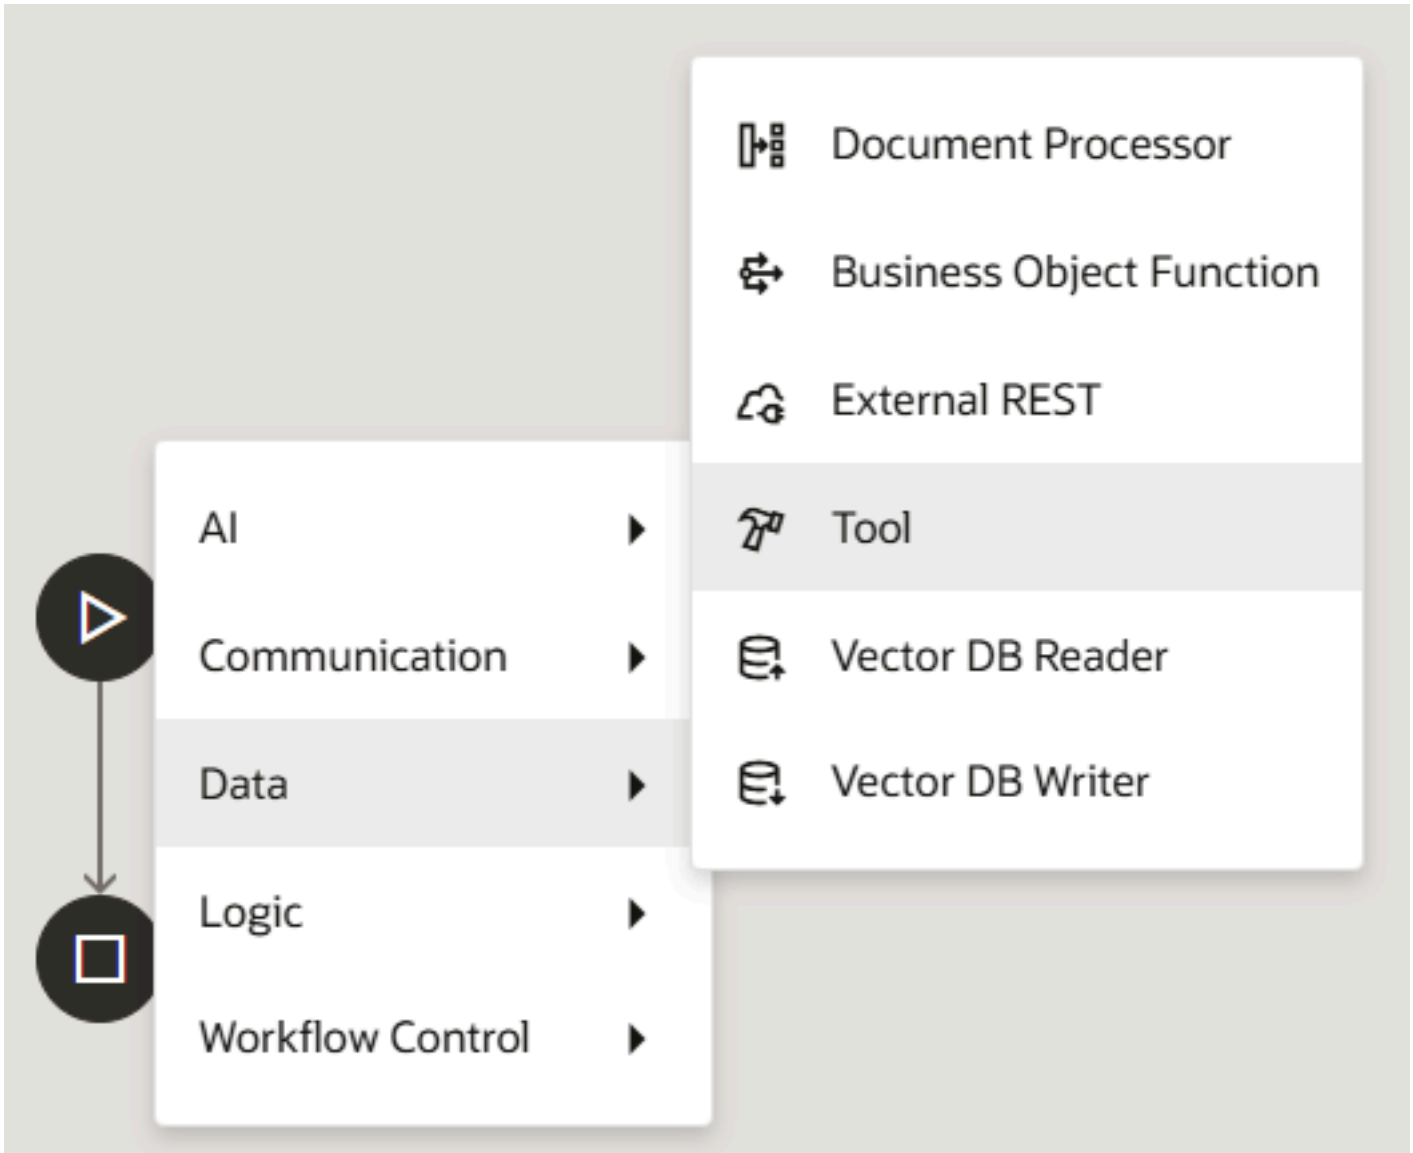 AI
Communication
Data
Logic
Workflow Control
Document Processor
Business Object Function
External REST
Tool
Vector DB Reader
Vector DB Writer